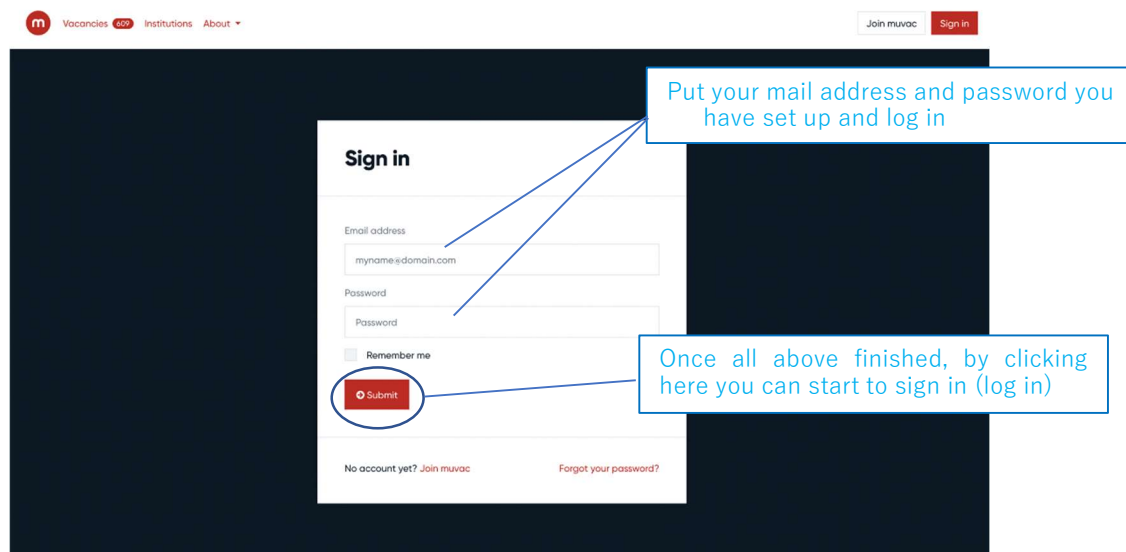 m Vacancies 609 Institutions About Join muvac Sign in
Put your mail address and password you
have set up and log in
Sign in
Email address
myname@domain.com
Password
Password
Remember me
Once all above finished, by clicking
here you can start to sign in (log in)
Submit
No account yet? Join muvac Forgot your password?